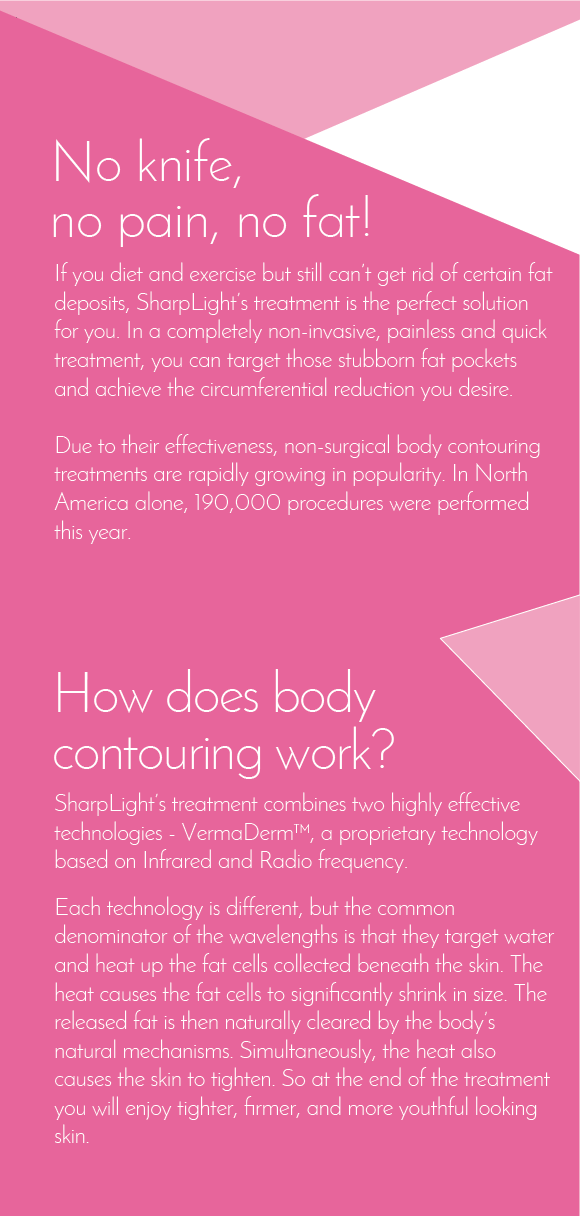 No knife,
no pain, no fat!
If you diet and exercise but still can't get rid of certain fat
deposits, SharpLight's treatment is the perfect solution
for you. In a completely non-invasive, painless and quick
treatment, you can target those stubborn fat pockets
and achieve the circumferential reduction you desire.
Due to their effectiveness, non-surgical body contouring
treatments are rapidly growing in popularity. In North
America alone, 190,000 procedures were performed
this year.
How does body
contouring work?
SharpLight's treatment combines two highly effective
technologies - VermaDerm™, a proprietary technology
based on Infrared and Radio frequency.
Each technology is different, but the common
denominator of the wavelengths is that they target water
and heat up the fat cells collected beneath the skin. The
heat causes the fat cells to significantly shrink in size. The
released fat is then naturally cleared by the body's
natural mechanisms. Simultaneously, the heat also
causes the skin to tighten. So at the end of the treatment
you will enjoy tighter, firmer, and more youthful looking
skin.